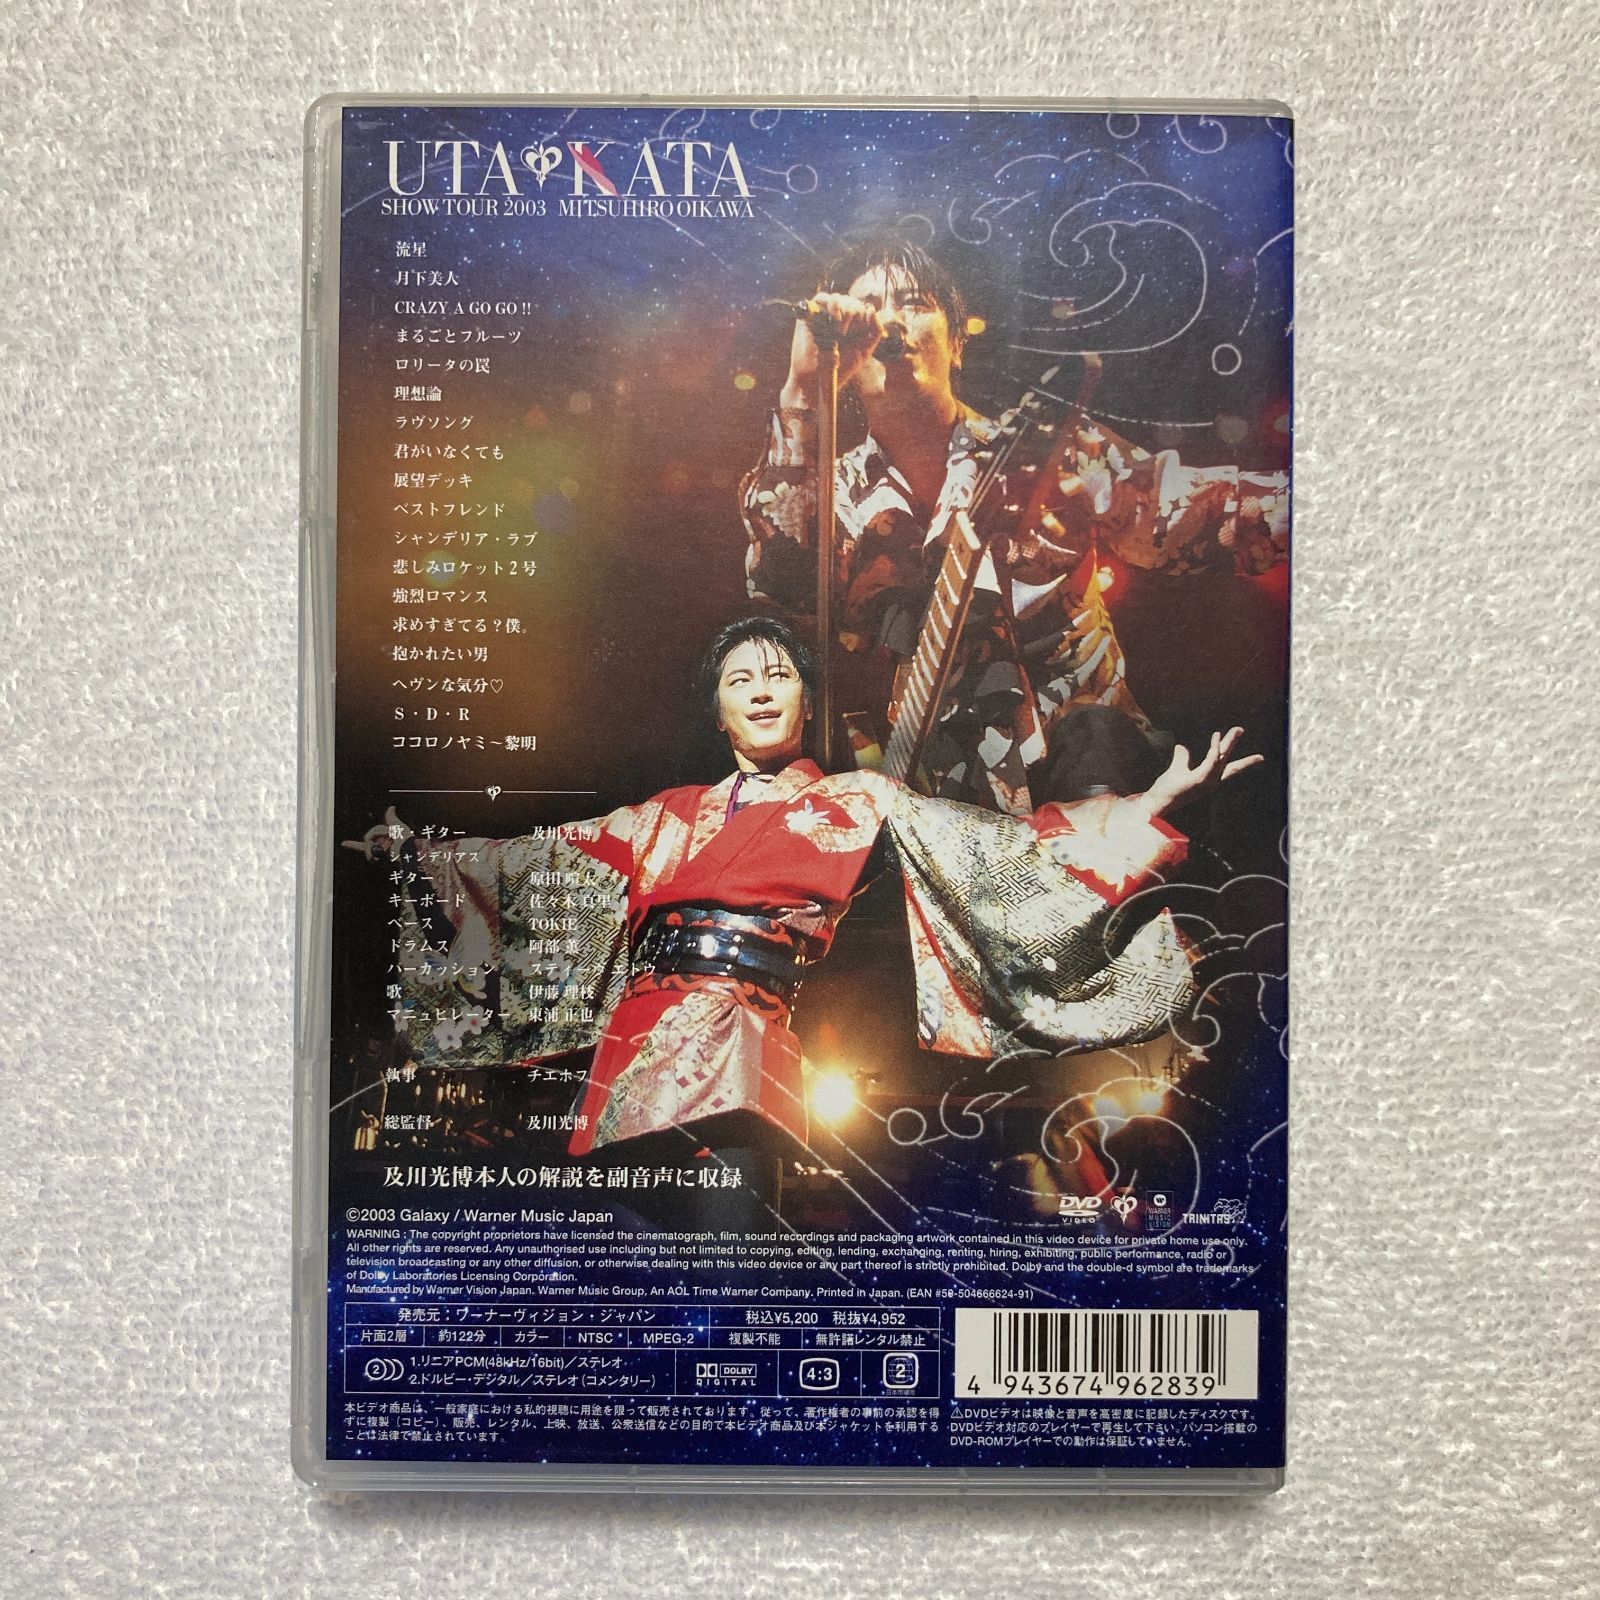 UTA KATA
SHOW TOUR 2003 MITSUHIRO OIKAWA
流星
月下美人
CRAZY A GO GO !!
まるごとフルーツ
ロリータの罠
理想論
ラヴソング
君がいなくても
展望デッキ
ベストフレンド
シャンデリア・ラブ
悲しみロケット2号
強烈ロマンス
求めすぎてる?僕。
抱かれたい男
ヘヴンな気分♡
S・D・R
ココロノヤミ～黎明
歌・ギター 及川光博
シャンデリアス
ギター 原田 喧太
キーボード 佐々木 真里
ベース TOKIE
ドラムス 阿部 薫
パーカッション スティーヴ エトウ
歌 伊藤 理枝
マニュピレーター 東浦 正也
執事 チエホフ
総監督 及川光博
及川光博本人の解説を副音声に収録
©2003 Galaxy / Warner Music Japan
DVD VIDEO
WARNER MUSIC VISION
TRINITAS
WARNING : The copyright proprietors have licensed the cinematograph, film, sound recordings and packaging artwork contained in this video device for private home use only.
All other rights are reserved. Any unauthorised use including but not limited to copying, editing, lending, exchanging, renting, hiring, exhibiting, public performance, radio or
television broadcasting or any other diffusion, or otherwise dealing with this video device or any part thereof is strictly prohibited. Dolby and the double-d symbol are trademarks
of Dolby Laboratories Licensing Corporation.
Manufactured by Warner Vision Japan. Warner Music Group, An AOL Time Warner Company. Printed in Japan. (EAN #50-504666624-91)
発売元：ワーナーヴィジョン・ジャパン 税込¥5,200 税抜¥4,952
片面2層 約122分 カラー NTSC MPEG-2 複製不能 無許諾レンタル禁止
2 1.リニアPCM(48kHz/16bit)／ステレオ
2.ドルビー・デジタル／ステレオ（コメンタリー）
DOLBY DIGITAL
4:3
2
日本市場向
4 943674 962839
本ビデオ商品は、一般家庭における私的視聴に用途を限って販売されております。従って、著作権者の事前の承認を得
ずに複製（コピー）、販売、レンタル、上映、放送、公衆送信などの目的で本ビデオ商品及び本ジャケットを利用する
ことは法律で禁止されています。
⚠DVDビデオは映像と音声を高密度に記録したディスクです。
DVDビデオ対応のプレイヤーで再生して下さい。パソコン搭載の
DVD-ROMプレイヤーでの動作は保証していません。